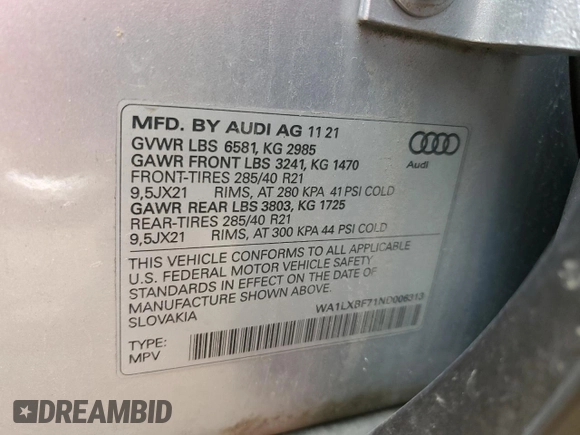 MFD. BY AUDI AG 11 21
GVWR LBS 6581, KG 2985
GAWR FRONT LBS 3241, KG 1470
FRONT-TIRES 285/40 R21
9,5JX21 RIMS, AT 280 KPA 41 PSI COLD
GAWR REAR LBS 3803, KG 1725
REAR-TIRES 285/40 R21
9,5JX21 RIMS, AT 300 KPA 44 PSI COLD
Audi
THIS VEHICLE CONFORMS TO ALL APPLICABLE
U.S. FEDERAL MOTOR VEHICLE SAFETY
STANDARDS IN EFFECT ON THE DATE OF
MANUFACTURE SHOWN ABOVE.
SLOVAKIA
WA1LXBF71ND006313
TYPE:
MPV
DREAMBID